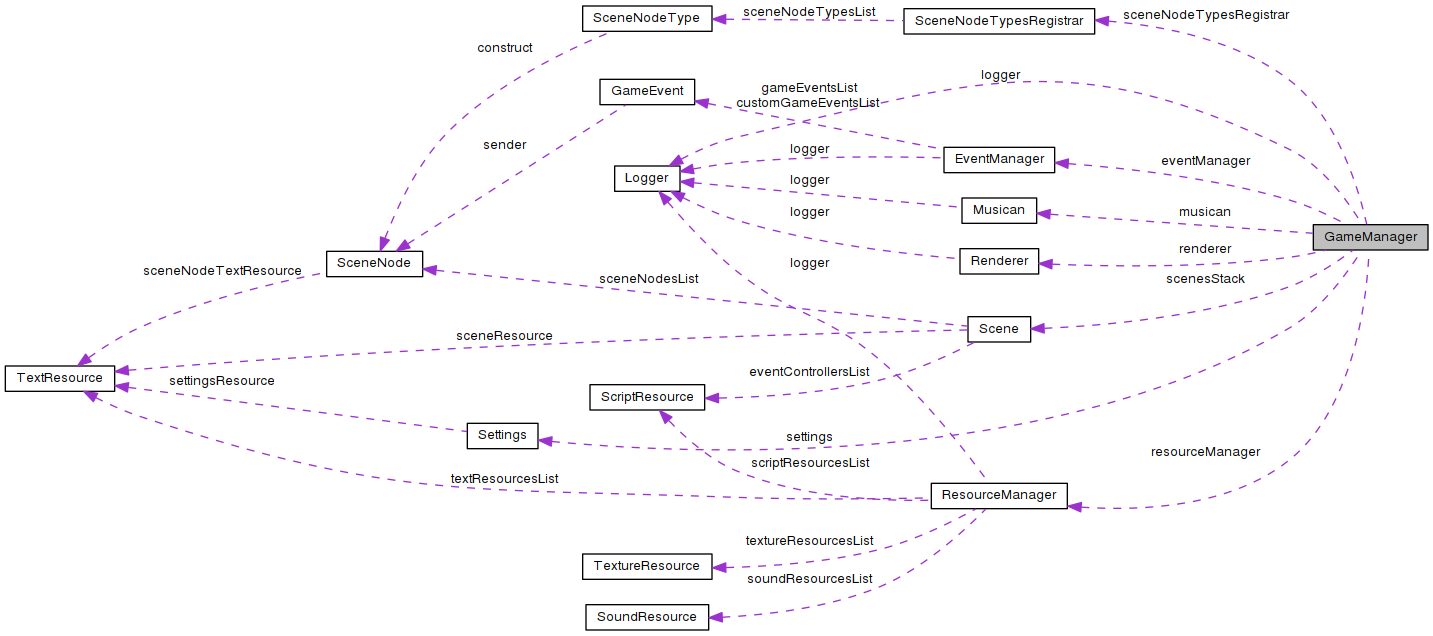 SceneNodeType
sceneNodeTypesList
SceneNodeTypesRegistrar
sceneNodeTypesRegistrar
construct
logger
GameEvent
gameEventsList
customGameEventsList
sender
logger
EventManager
eventManager
Logger
logger
Musican
musican
logger
GameManager
renderer
SceneNode
sceneNodeTextResource
logger
Renderer
sceneNodesList
scenesStack
sceneResource
Scene
TextResource
settingsResource
eventControllersList
ScriptResource
Settings
settings
resourceManager
scriptResourcesList
textResourcesList
ResourceManager
textureResourcesList
TextureResource
soundResourcesList
SoundResource